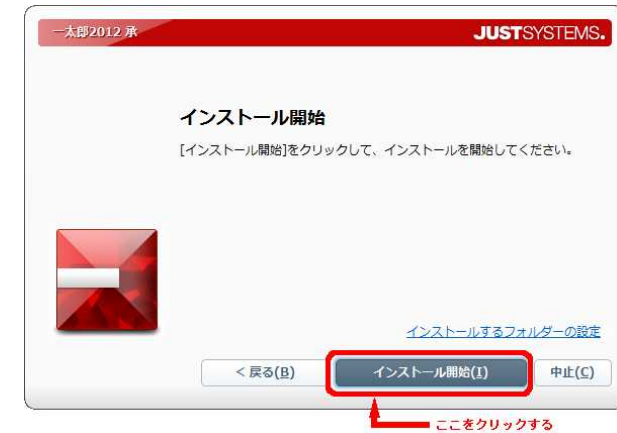 一太郎2012 承
JUSTSYSTEMS.
インストール開始
[インストール開始]をクリックして、インストールを開始してください。
インストールするフォルダーの設定
< 戻る(B)
インストール開始(I)
中止(C)
ここをクリックする